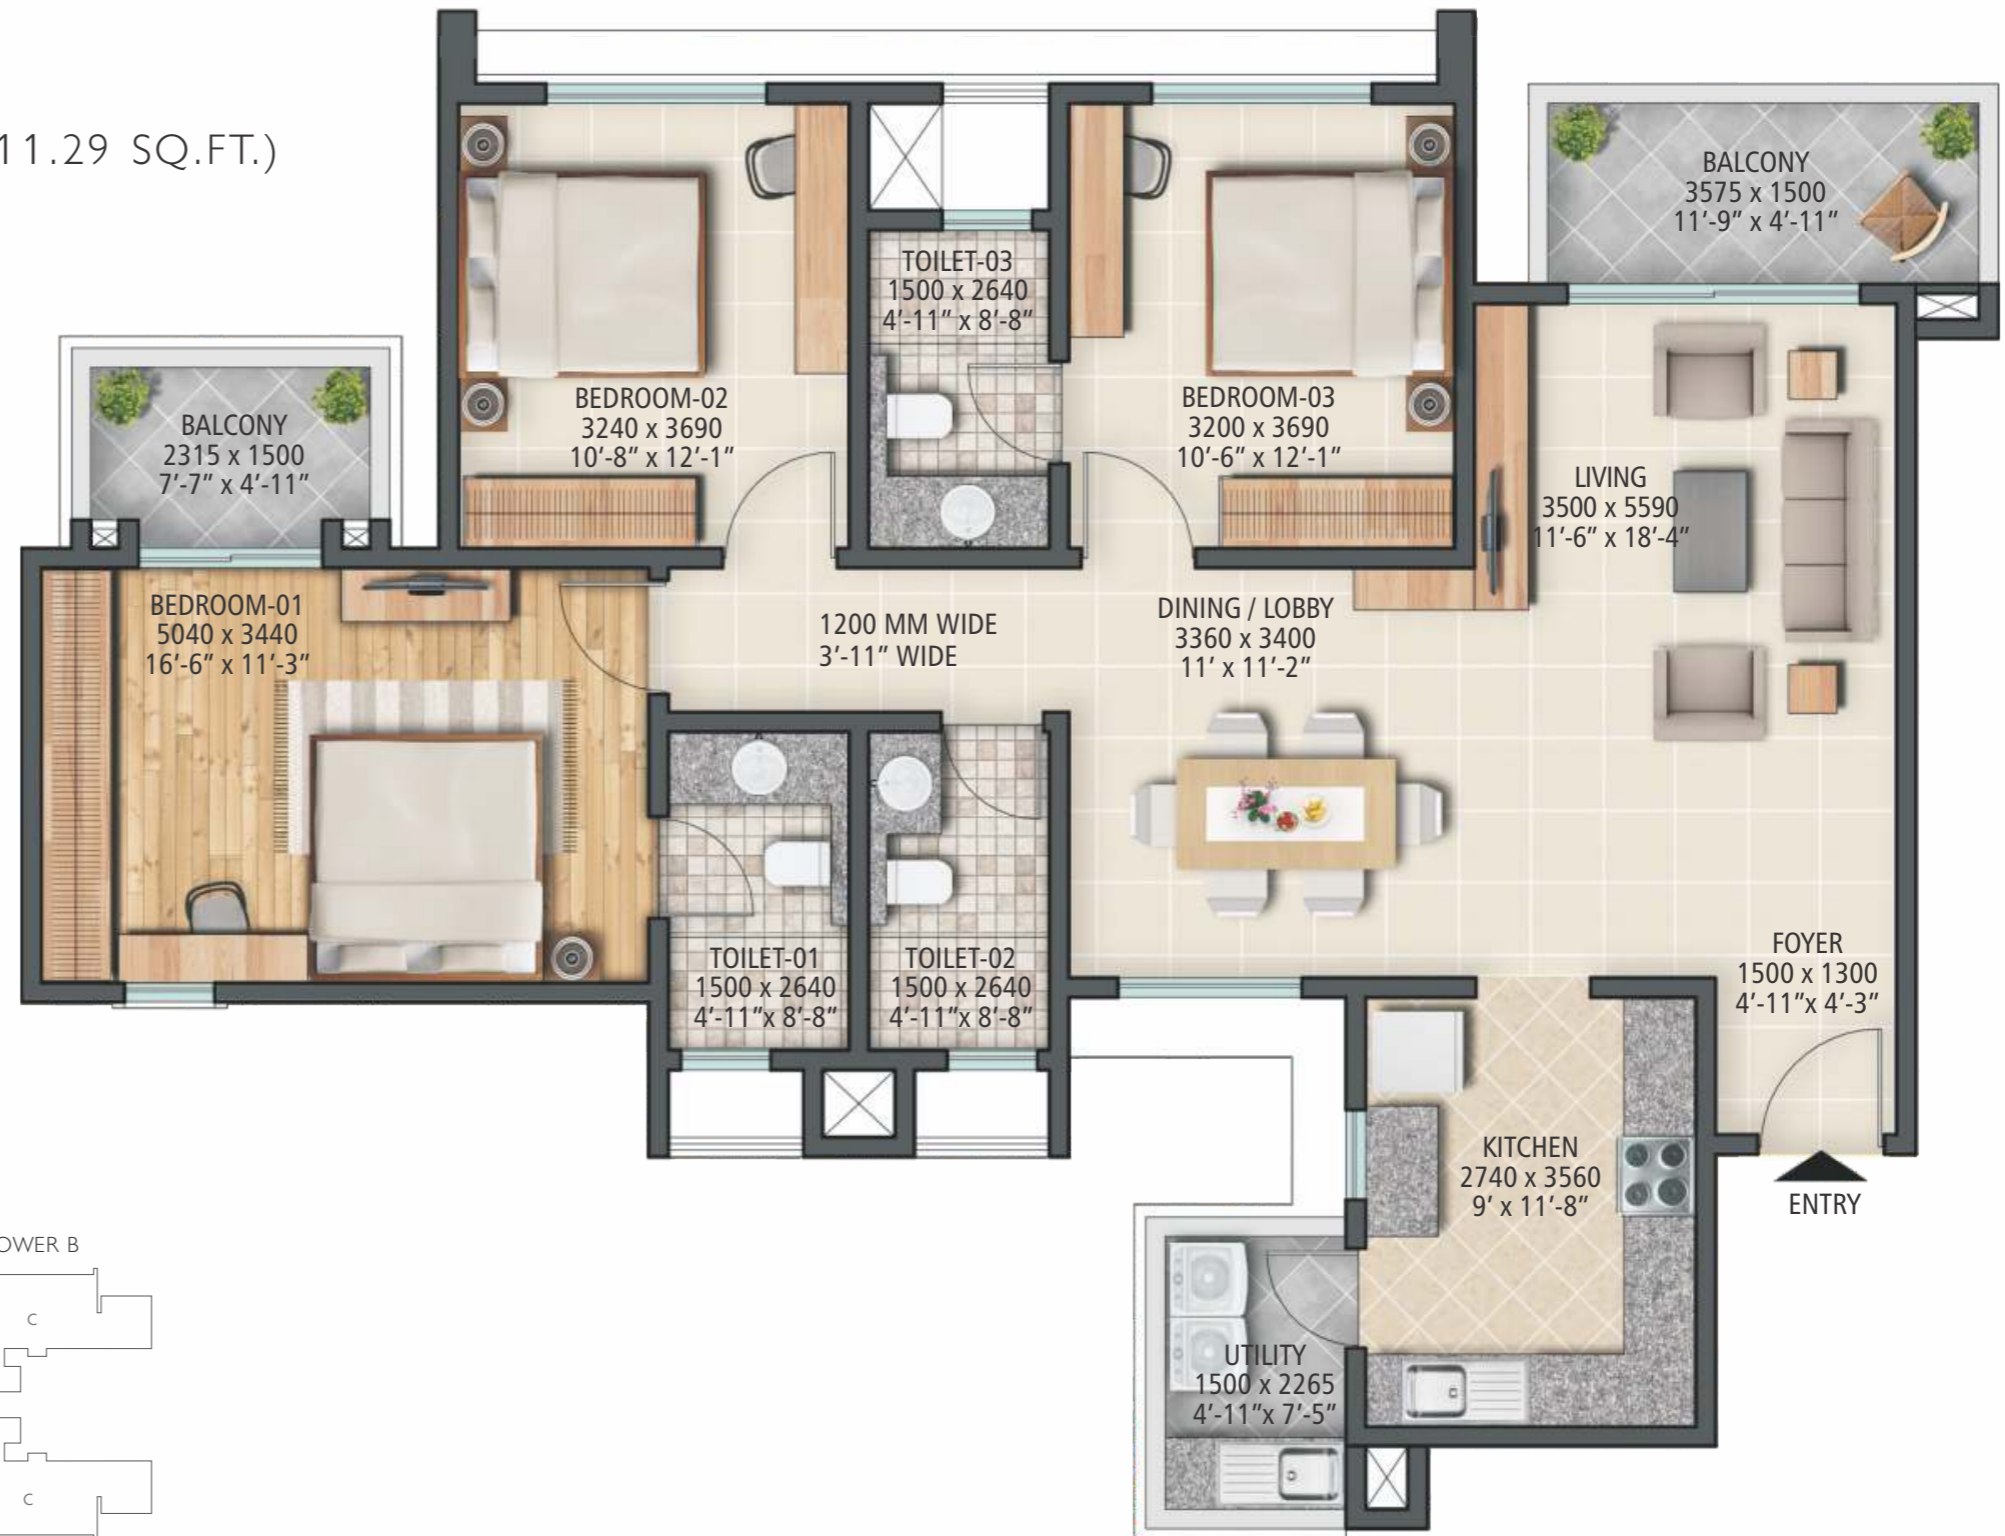 11.29 SQ.FT.)
BALCONY
3575 x 1500
11'-9" x 4'-11"
TOILET-03
1500 x 2640
4'-11" x 8'-8"
BEDROOM-02
3240 x 3690
10'-8" x 12'-1"
BEDROOM-03
3200 x 3690
10'-6" x 12'-1"
BALCONY
2315 x 1500
7'-7" x 4'-11"
LIVING
3500 x 5590
11'-6" x 18'-4"
BEDROOM-01
5040 x 3440
16'-6" x 11'-3"
1200 MM WIDE
3'-11" WIDE
DINING / LOBBY
3360 x 3400
11' x 11'-2"
TOILET-01
1500 x 2640
4'-11"x 8'-8"
TOILET-02
1500 x 2640
4'-11"x 8'-8"
FOYER
1500 x 1300
4'-11"x 4'-3"
KITCHEN
2740 x 3560
9' x 11'-8"
ENTRY
OWER B
C
UTILITY
1500 x 2265
4'-11"x 7'-5"
C